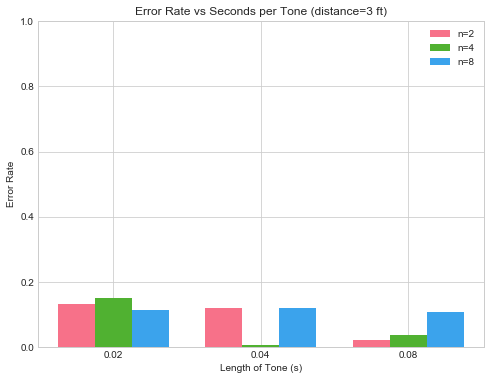 Error Rate vs Seconds per Tone (distance=3 ft)
1.0
0.8
0.6
0.4
0.2
0.0
Error Rate
n=2
n=4
n=8
0.02
0.04
0.08
Length of Tone (s)